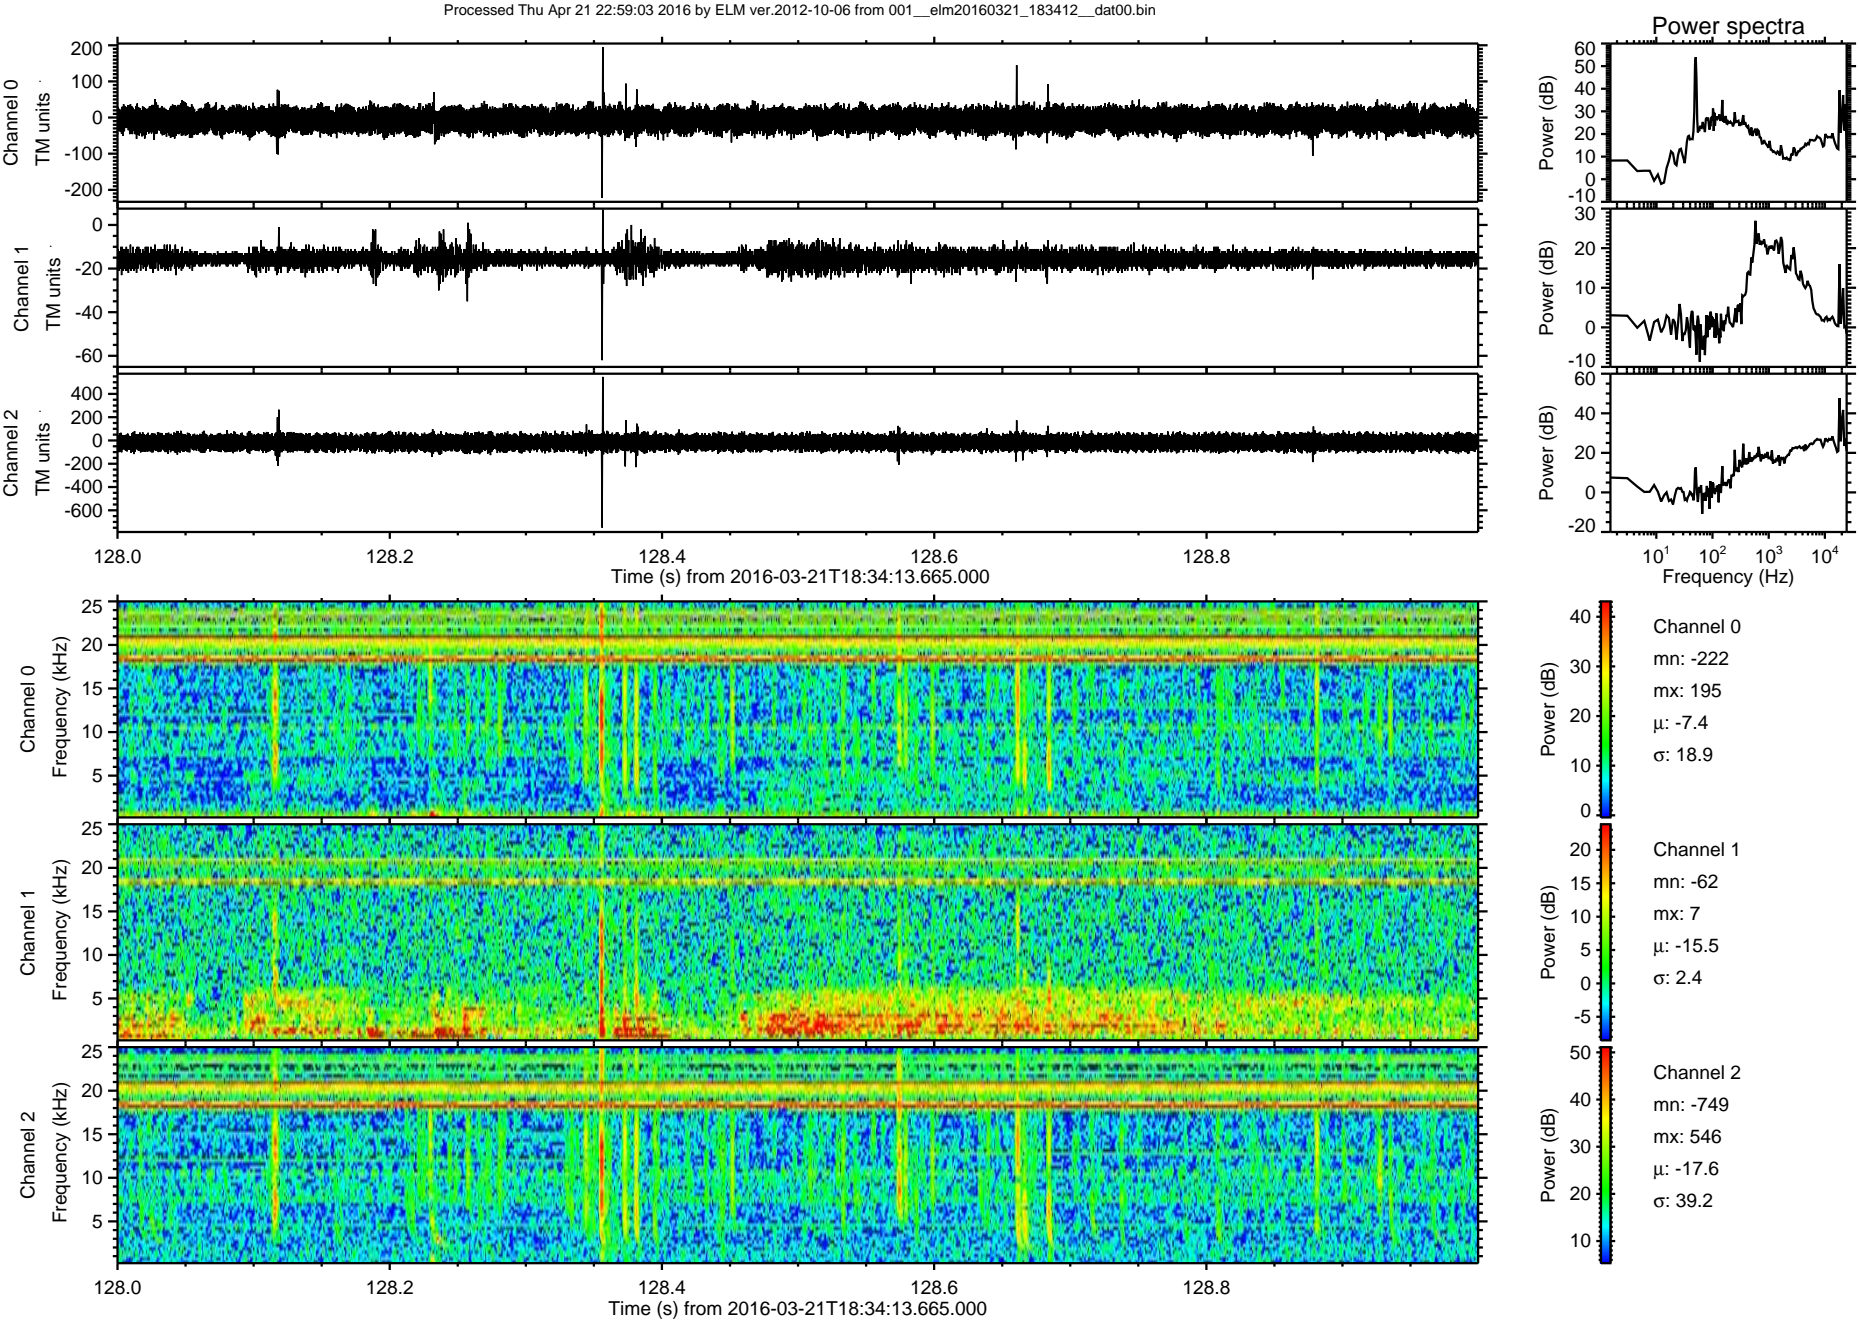 Processed Thu Apr 21 22:59:03 2016 by ELM ver.2012-10-06 from 001__elm20160321_183412__dat00.bin
Power spectra
Channel 0
TM units
200
100
0
-100
-200
Power (dB)
60
50
40
30
20
10
0
-10
Channel 1
TM units
0
-20
-40
-60
Power (dB)
30
20
10
0
-10
Channel 2
TM units
400
200
0
-200
-400
-600
Power (dB)
60
40
20
0
-20
128.0 128.2 128.4 128.6 128.8
Time (s) from 2016-03-21T18:34:13.665.000
10^1 10^2 10^3 10^4
Frequency (Hz)
Channel 0
Frequency (kHz)
25
20
15
10
5
Power (dB)
40
30
20
10
0
Channel 0
mn: -222
mx: 195
μ: -7.4
σ: 18.9
Channel 1
Frequency (kHz)
25
20
15
10
5
Power (dB)
20
15
10
5
0
-5
Channel 1
mn: -62
mx: 7
μ: -15.5
σ: 2.4
Channel 2
Frequency (kHz)
25
20
15
10
5
Power (dB)
50
40
30
20
10
Channel 2
mn: -749
mx: 546
μ: -17.6
σ: 39.2
128.0 128.2 128.4 128.6 128.8
Time (s) from 2016-03-21T18:34:13.665.000